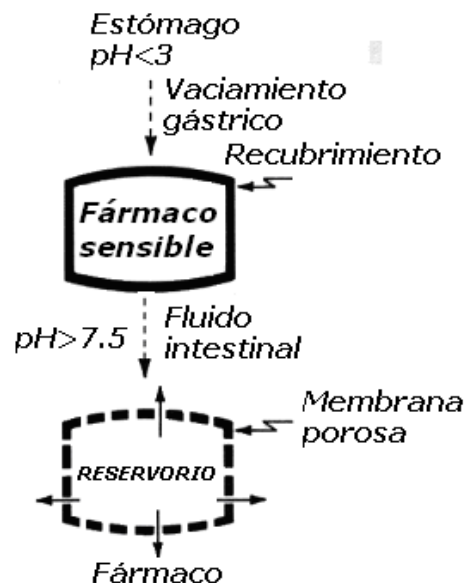 Estómago
pH<3
Vaciamiento
gástrico
Recubrimiento
Fármaco
sensible
pH>7.5
Fluido
intestinal
Membrana
porosa
RESERVORIO
Fármaco